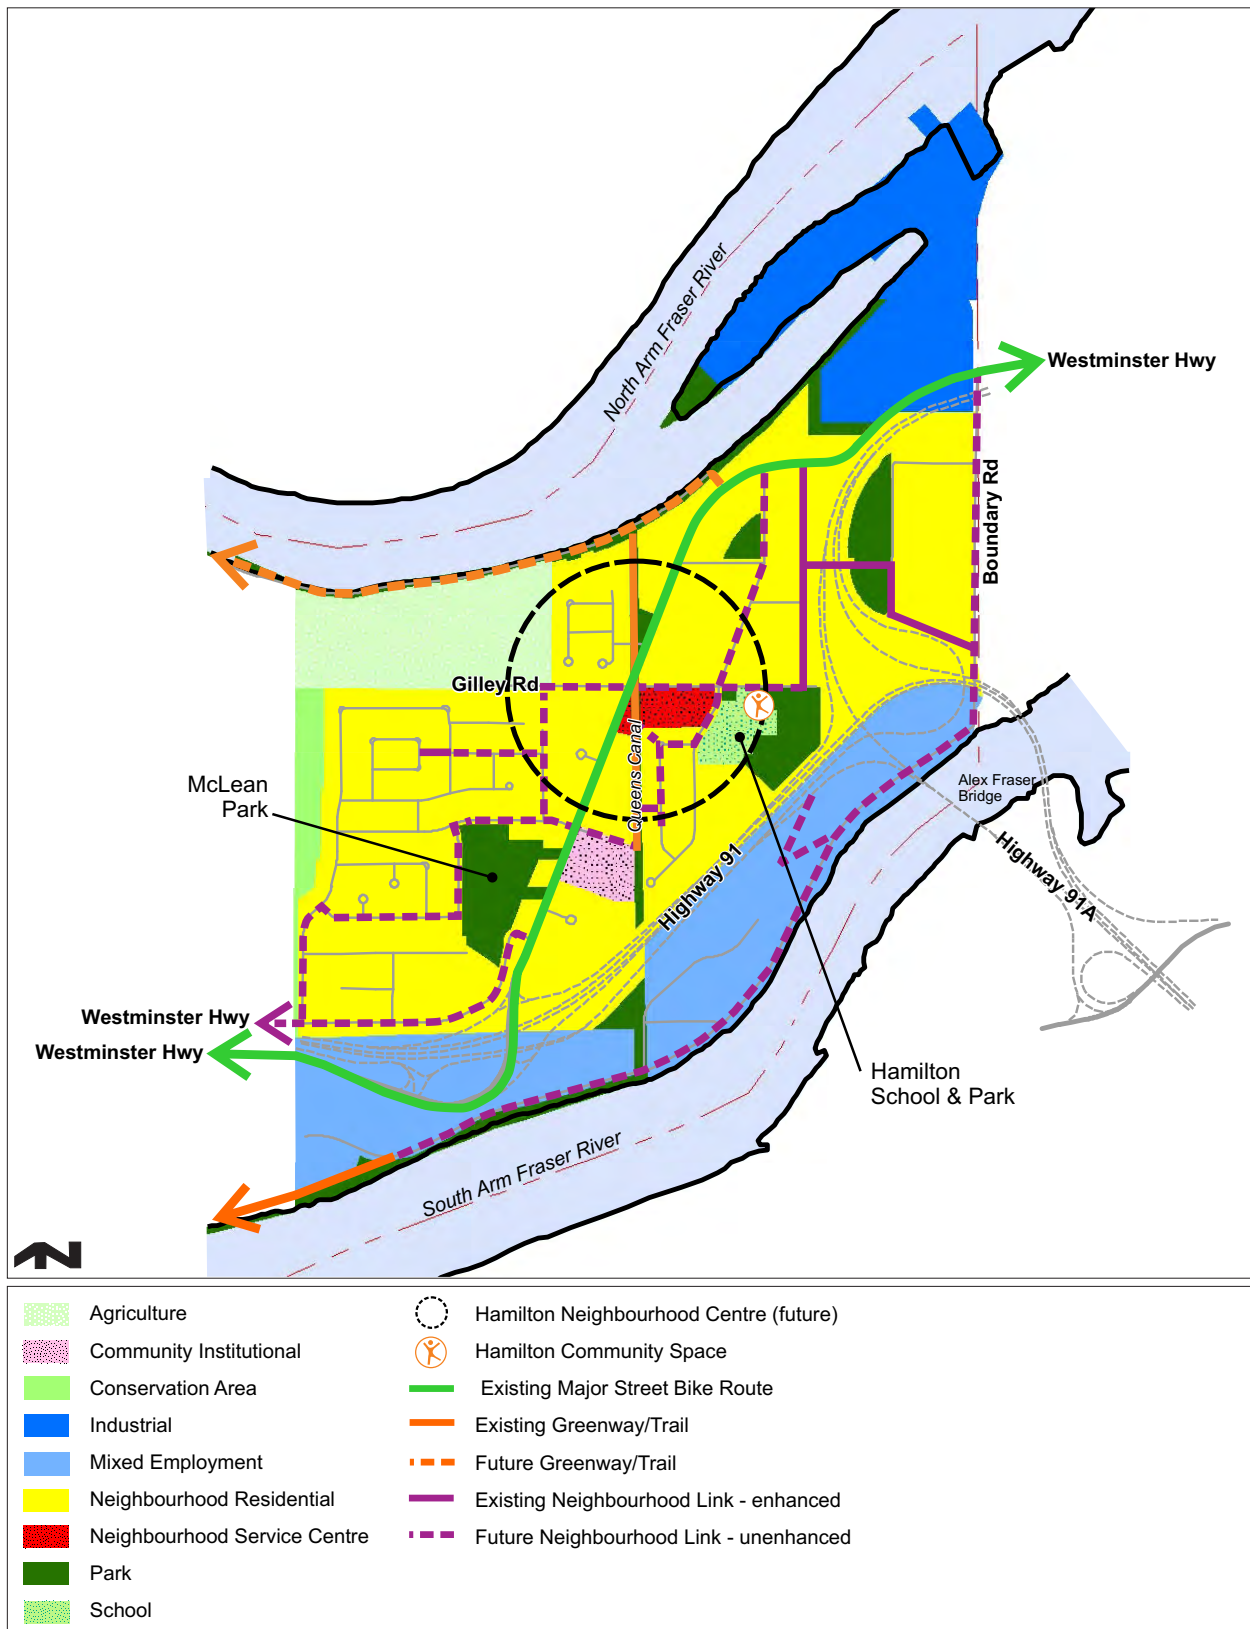 North Arm Fraser River
Westminster Hwy
Boundary Rd
Gilley Rd
Queens Canal
McLean
Park
Alex Fraser
Bridge
Highway 91
Highway 91A
Westminster Hwy
Westminster Hwy
Hamilton
School & Park
South Arm Fraser River
N
Agriculture
Community Institutional
Conservation Area
Industrial
Mixed Employment
Neighbourhood Residential
Neighbourhood Service Centre
Park
School
Hamilton Neighbourhood Centre (future)
Hamilton Community Space
Existing Major Street Bike Route
Existing Greenway/Trail
Future Greenway/Trail
Existing Neighbourhood Link - enhanced
Future Neighbourhood Link - unenhanced